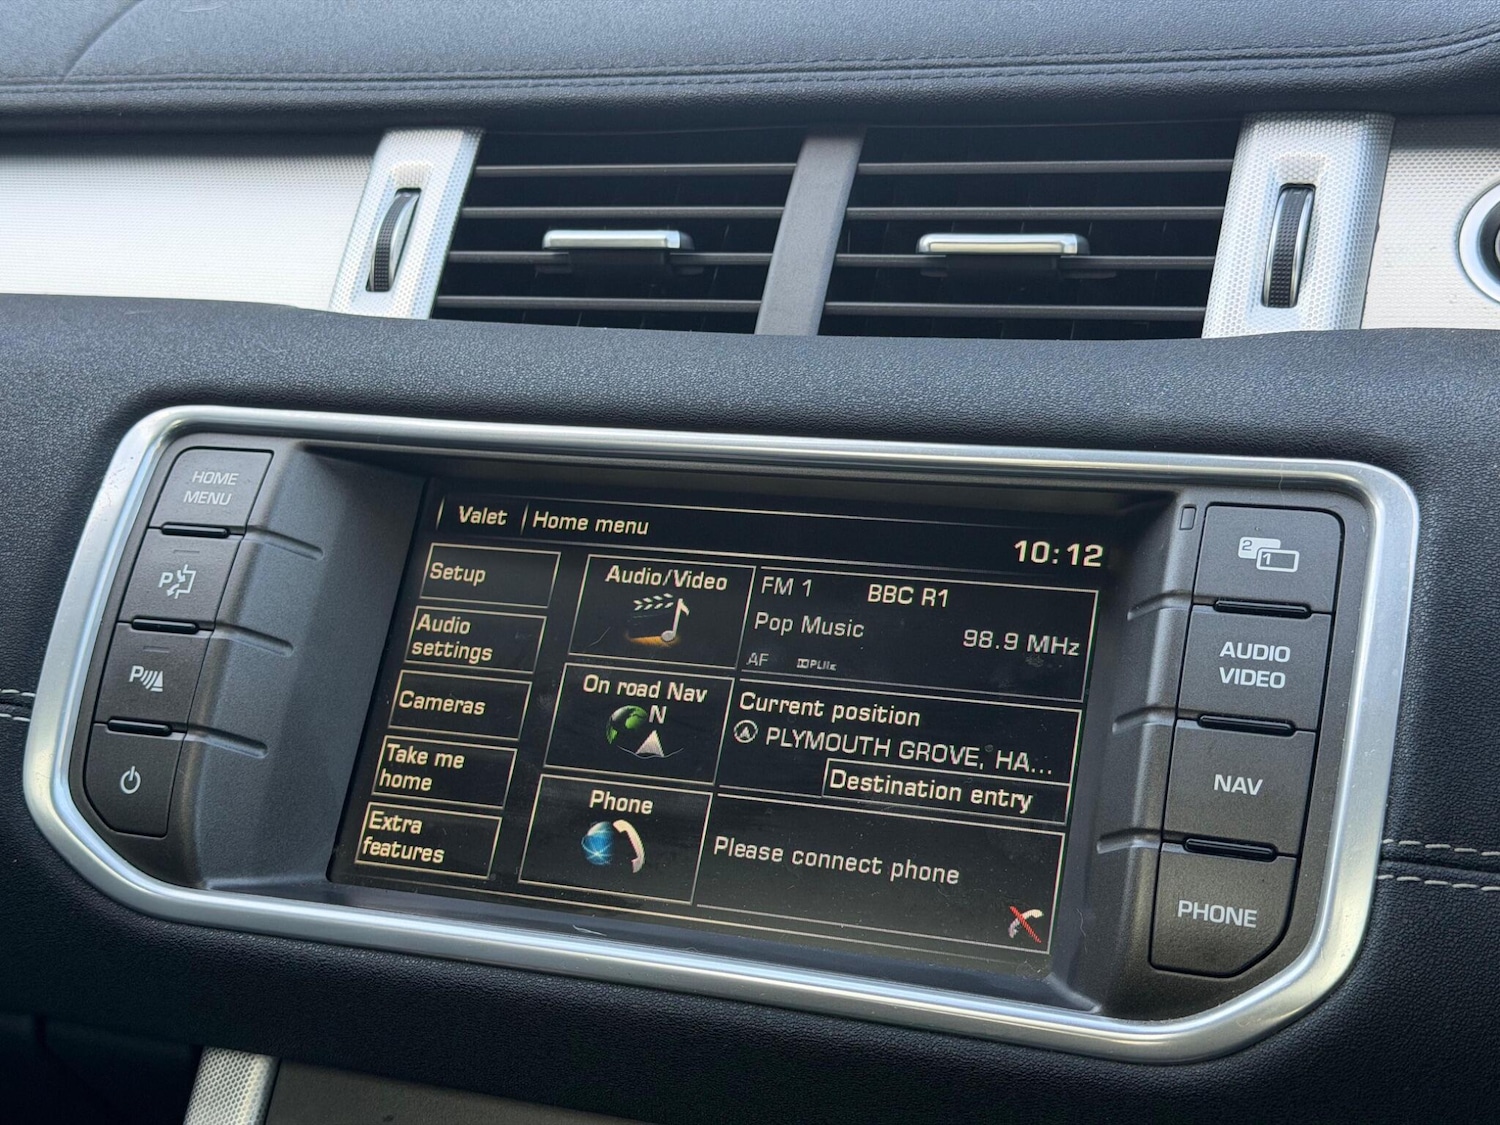 HOME
MENU
P
P
Valet
Home menu
10:12
Setup
Audio
settings
Cameras
Take me
home
Extra
features
Audio/Video
On road Nav
N
Phone
FM 1
BBC R1
Pop Music
98.9 MHz
AF
Current position
PLYMOUTH GROVE, HA...
Destination entry
Please connect phone
2
1
AUDIO
VIDEO
NAV
PHONE